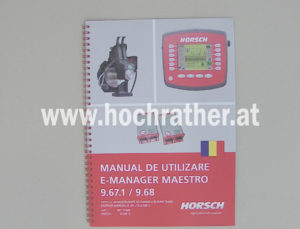 HORSCH
www.hochrather.at
MANUAL DE UTILIZARE
E-MANAGER MAESTRO
9.67.1 / 9.68
HORSCH